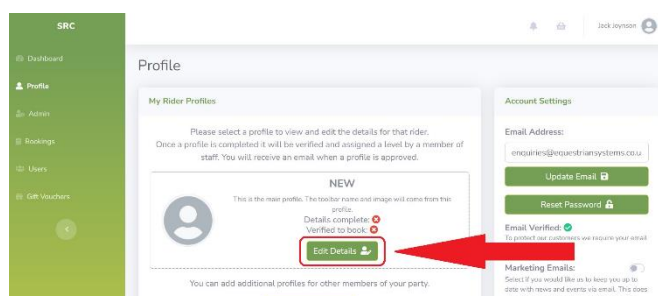 SRC
Jack Joynson
Dashboard
Profile
Admin
Bookings
Users
Gift Vouchers
Profile
My Rider Profiles
Please select a profile to view and edit the details for that rider.
Once a profile is completed it will be verified and assigned a level by a member of
staff. You will receive an email when a profile is approved.
NEW
This is the main profile. The toolbar name and image will come from this
profile.
Details complete:
Verified to book:
Edit Details
You can add additional profiles for other members of your party.
Account Settings
Email Address:
enquiries@equestriansystems.co.u
Update Email
Reset Password
Email Verified:
To protect our customers we require your email
Marketing Emails:
Select if you would like us to keep you up to
date with news and events via email. This does